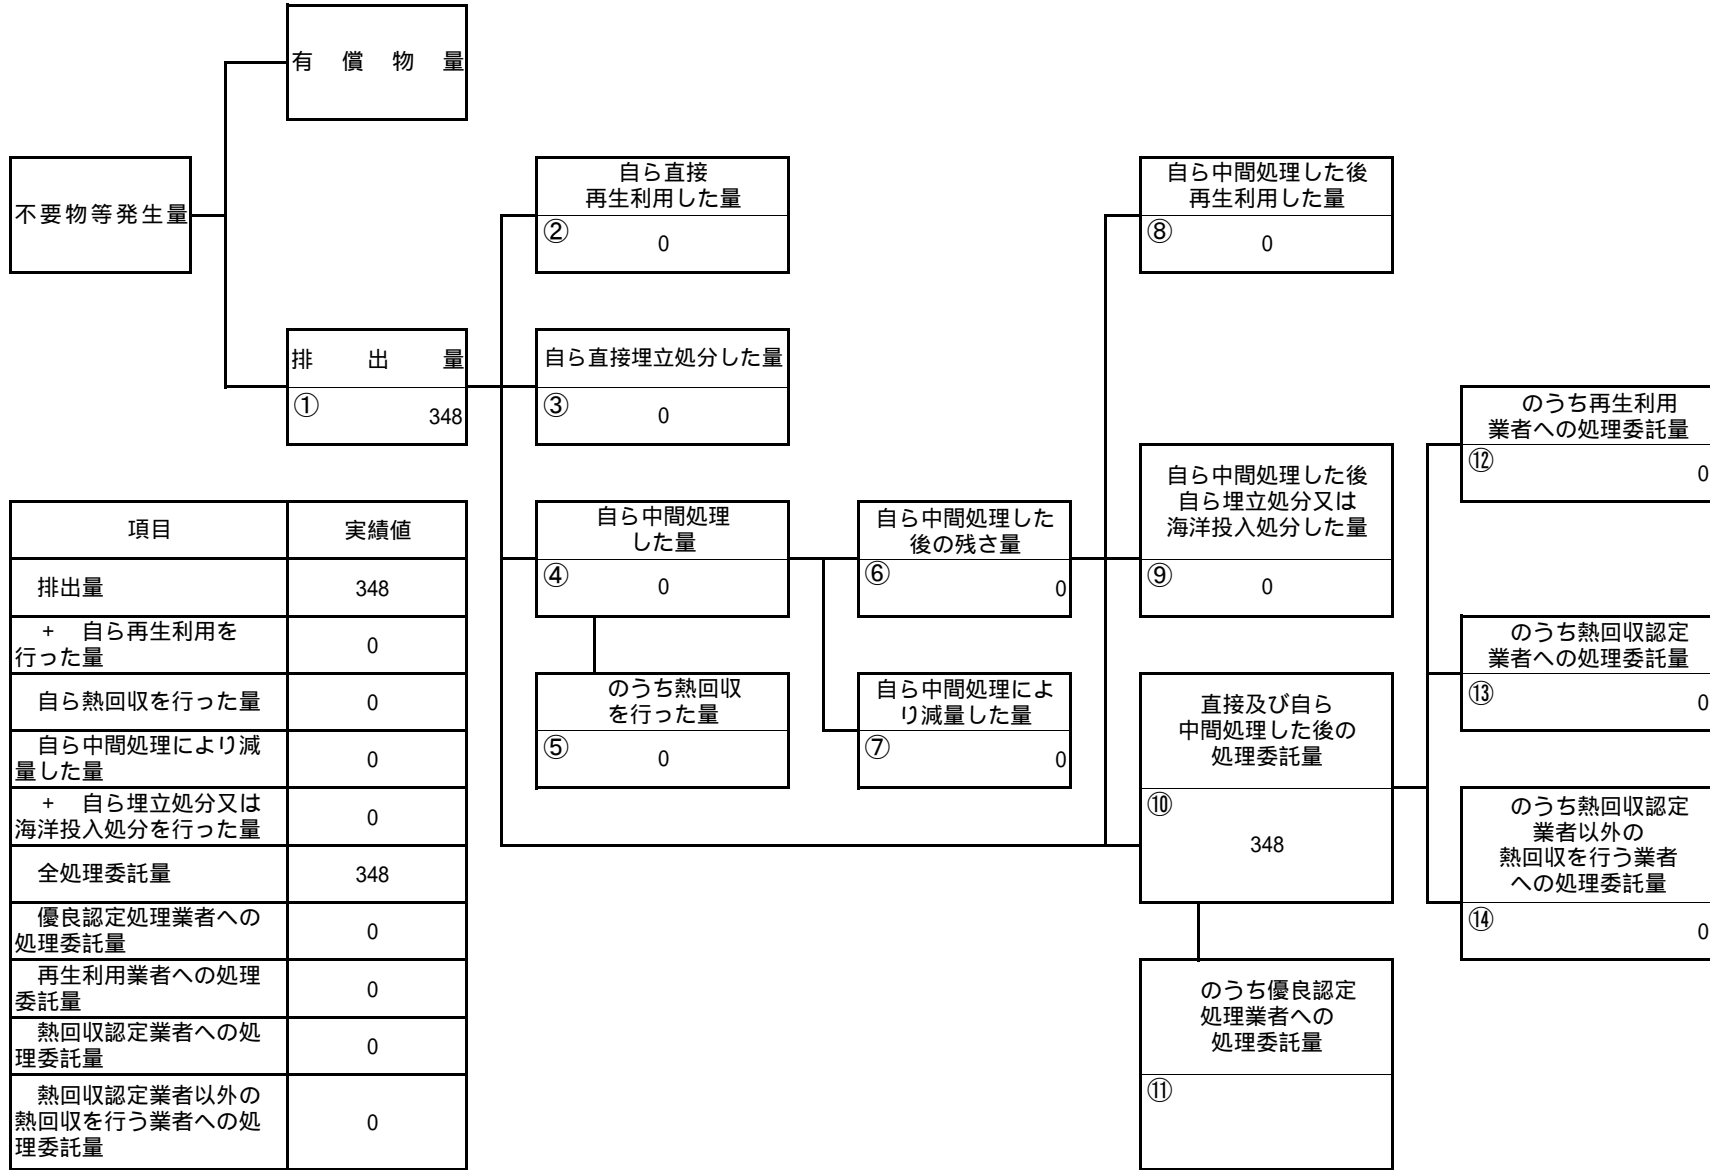 有 償 物 量
不要物等発生量
自ら直接
再生利用した量
② 0
自ら中間処理した後
再生利用した量
⑧ 0
排 出 量
① 348
自ら直接埋立処分した量
③ 0
のうち再生利用
業者への処理委託量
⑫ 0
自ら中間処理
した量
④ 0
自ら中間処理した
後の残さ量
⑥ 0
自ら中間処理した後
自ら埋立処分又は
海洋投入処分した量
⑨ 0
のうち熱回収認定
業者への処理委託量
⑬ 0
のうち熱回収
を行った量
⑤ 0
自ら中間処理によ
り減量した量
⑦ 0
直接及び自ら
中間処理した後の
処理委託量
⑩
348
のうち熱回収認定
業者以外の
熱回収を行う業者
への処理委託量
⑭ 0
のうち優良認定
処理業者への
処理委託量
⑪
項目 実績値
排出量 348
+ 自ら再生利用を
行った量 0
自ら熱回収を行った量 0
自ら中間処理により減
量した量 0
+ 自ら埋立処分又は
海洋投入処分を行った量 0
全処理委託量 348
優良認定処理業者への
処理委託量 0
再生利用業者への処理
委託量 0
熱回収認定業者への処
理委託量 0
熱回収認定業者以外の
熱回収を行う業者への処
理委託量 0